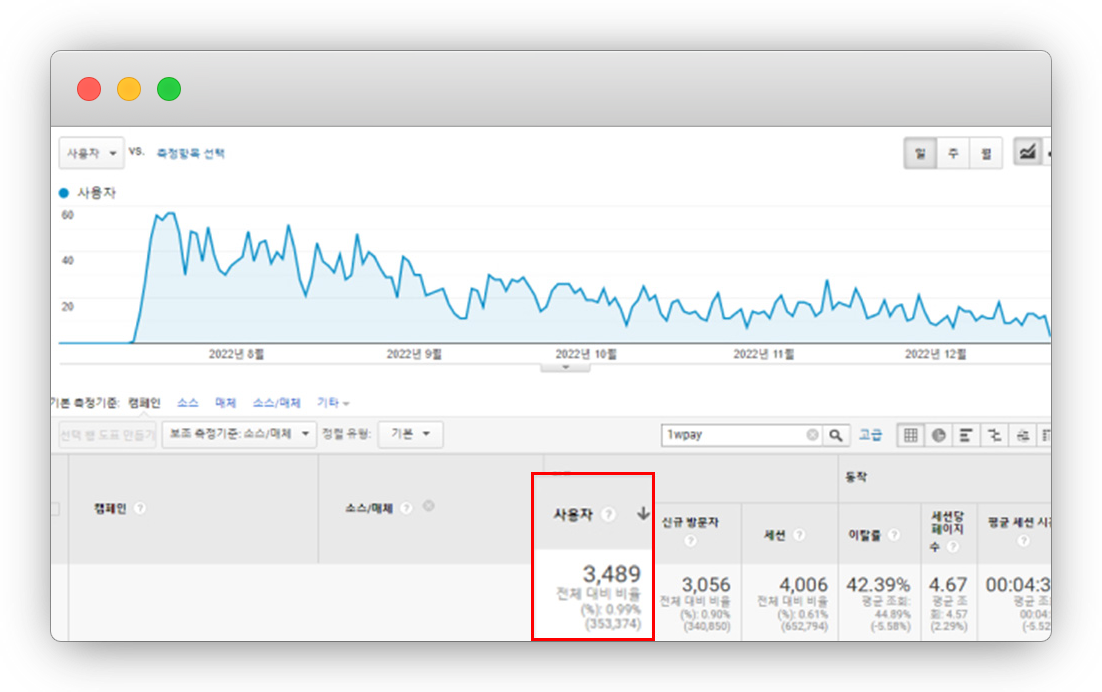 사용자 vs. 측정항목 선택 일 주 월
사용자
60
40
20
2022년 8월 2022년 9월 2022년 10월 2022년 11월 2022년 12월
기본 측정기준: 캠페인 소스 매체 소스/매체 기타
선택 행 도표 만들기 보조 측정기준: 소스/매체 정렬 유형: 기본 1wpay 고급
동작
캠페인 ? 소스/매체 ? 사용자 ? 신규 방문자 ? 세션 ? 이탈률 ? 세션당 페이지 수 ? 평균 세션 시간 ?
3,489 3,056 4,006 42.39% 4.67 00:04:3
전체 대비 비율 전체 대비 비율 전체 대비 비율 평균 조회: 평균 조 평균 조회
(%): 0.99% (%): 0.90% (%): 0.61% 44.89% 회: 4.57 00:04:
(353,374) (340,850) (652,794) (-5.58%) (2.29%) (-5.52